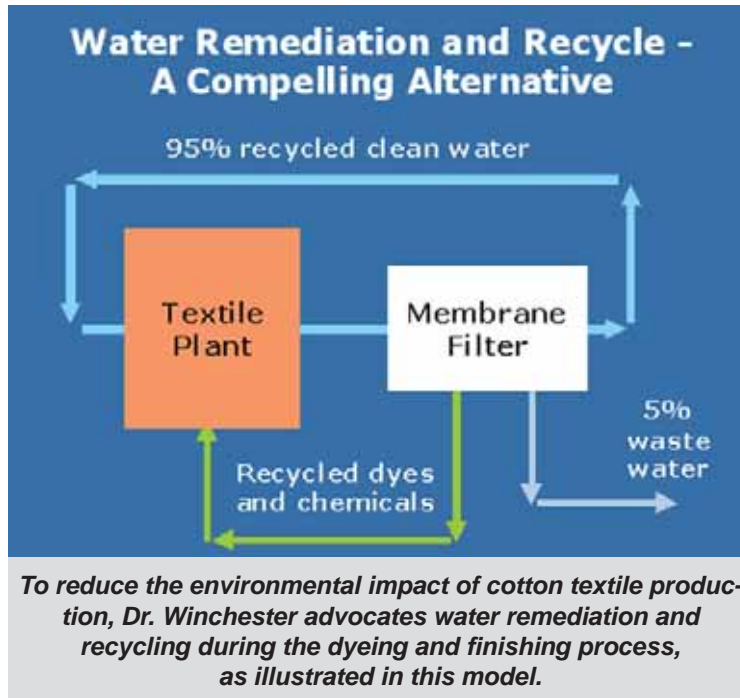 Water Remediation and Recycle –
A Compelling Alternative
95% recycled clean water
Textile
Plant
Membrane
Filter
5%
waste
water
Recycled dyes
and chemicals
To reduce the environmental impact of cotton textile produc-
tion, Dr. Winchester advocates water remediation and
recycling during the dyeing and finishing process,
as illustrated in this model.